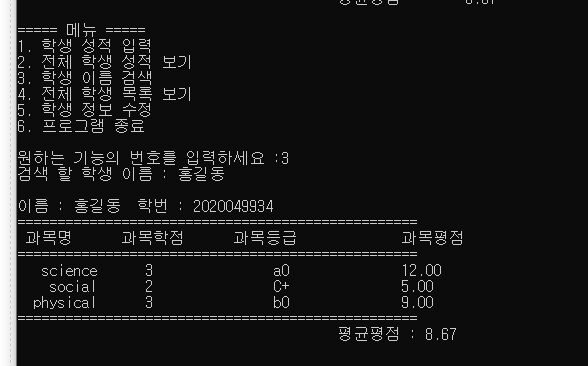 평균평점 : 8.67
===== 메뉴 =====
1. 학생 성적 입력
2. 전체 학생 성적 보기
3. 학생 이름 검색
4. 전체 학생 목록 보기
5. 학생 정보 수정
6. 프로그램 종료
원하는 기능의 번호를 입력하세요 :3
검색 할 학생 이름 : 홍길동
이름 : 홍길동 학번 : 2020049934
==================================================
과목명 과목학점 과목등급 과목평점
==================================================
science 3 a0 12.00
social 2 C+ 5.00
physical 3 b0 9.00
==================================================
평균평점 : 8.67